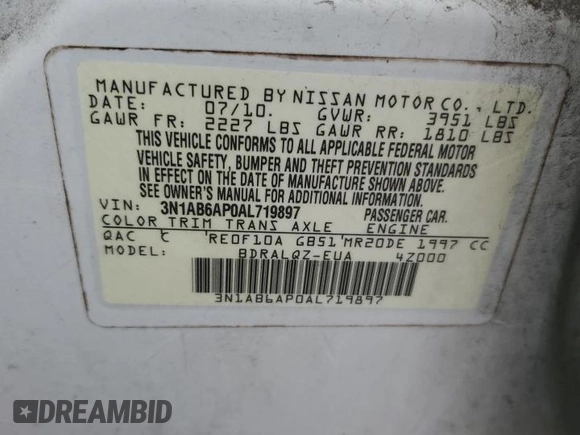 MANUFACTURED BY NISSAN MOTOR CO., LTD.
DATE: 07/10. GVWR: 3951 LBS
GAWR FR: 2227 LBS GAWR RR: 1810 LBS
THIS VEHICLE CONFORMS TO ALL APPLICABLE FEDERAL MOTOR
VEHICLE SAFETY, BUMPER AND THEFT PREVENTION STANDARDS
IN EFFECT ON THE DATE OF MANUFACTURE SHOWN ABOVE.
SEE OWNER'S MANUAL FOR ADDITIONAL INFORMATION.
VIN: 3N1AB6AP0AL719897 PASSENGER CAR.
COLOR TRIM TRANS AXLE ENGINE
QAC C RE0F10A GB51 MR20DE 1997 CC
MODEL: BDRALQZ-EUA 4Z000
3N1AB6AP0AL719897
DREAMBID